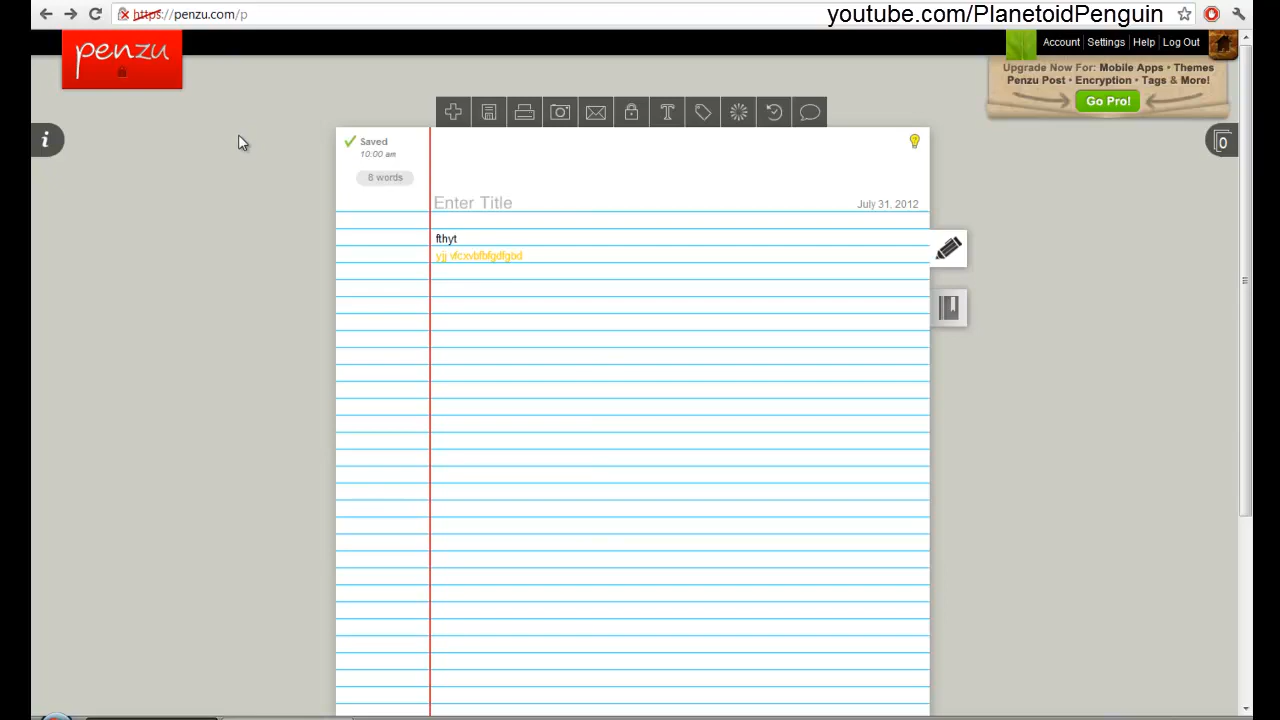 https://penzu.com/p
youtube.com/PlanetoidPenguin
penzu
Account Settings Help Log Out
Upgrade Now For: Mobile Apps • Themes
Penzu Post • Encryption • Tags & More!
Go Pro!
i
0
Saved
10:00 am
8 words
Enter Title
July 31, 2012
fthyt
yjj vfcxvbfbfgdfgbd